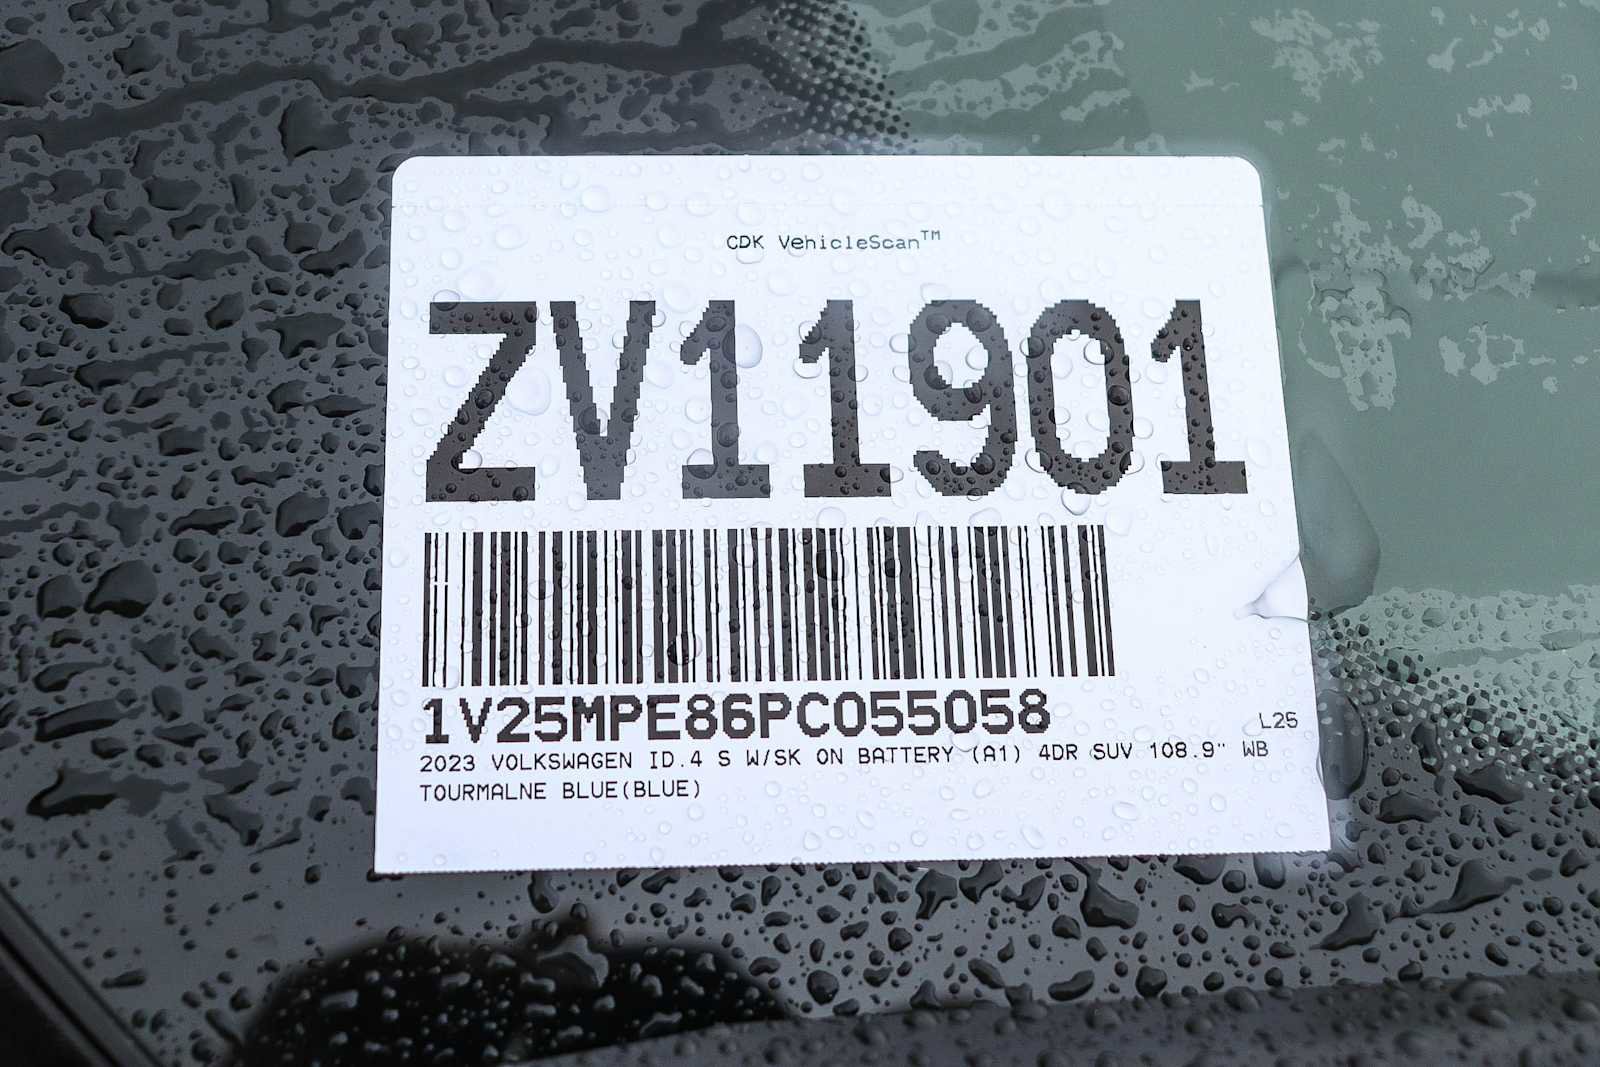 CDK VehicleScan™
ZV11901
1V25MPE86PC055058
L25
2023 VOLKSWAGEN ID.4 S W/SK ON BATTERY (A1) 4DR SUV 108.9" WB
TOURMALNE BLUE(BLUE)